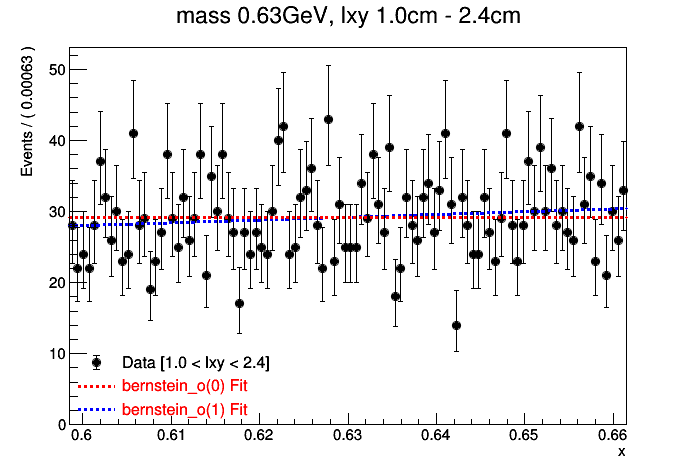 mass 0.63GeV, lxy 1.0cm - 2.4cm
Events / ( 0.00063 )
50
40
30
20
10
0
Data [1.0 < lxy < 2.4]
bernstein_o(0) Fit
bernstein_o(1) Fit
0.6 0.61 0.62 0.63 0.64 0.65 0.66
x